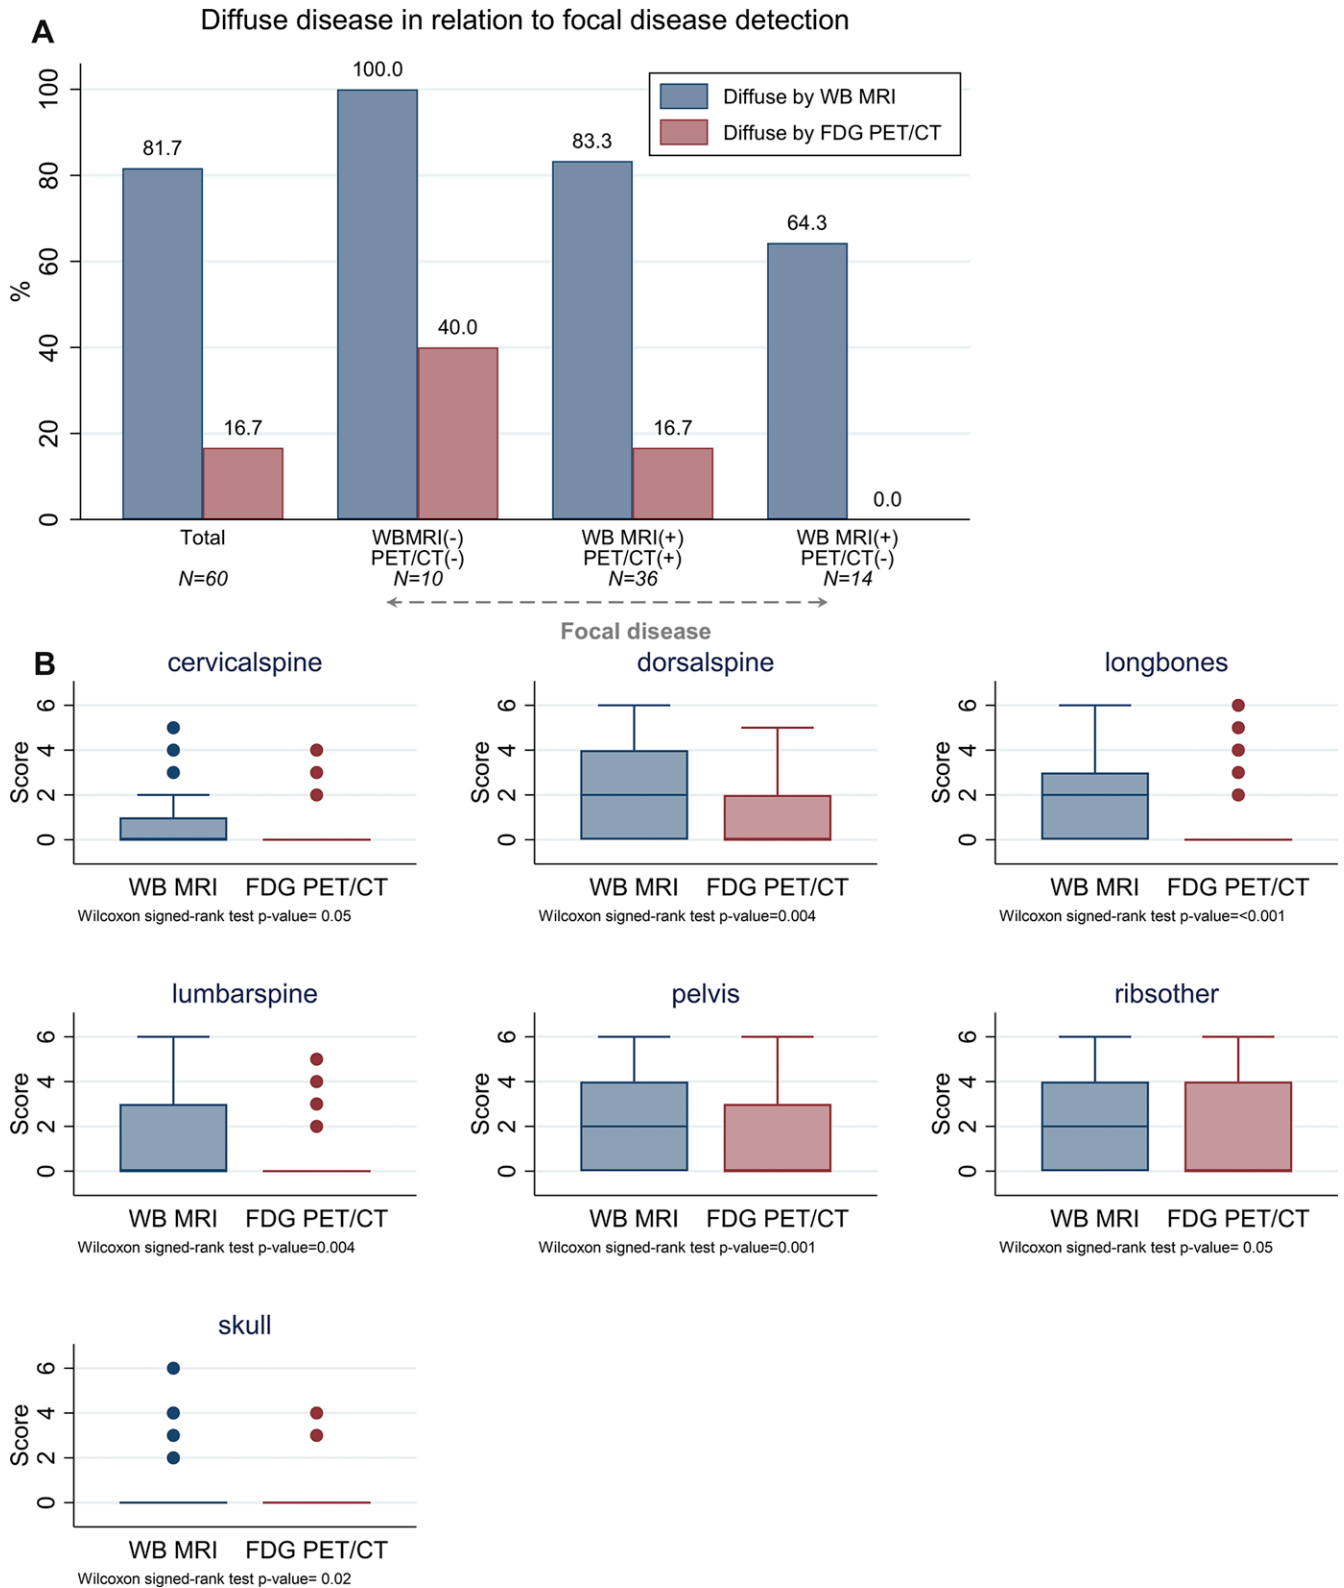 A
Diffuse disease in relation to focal disease detection
Diffuse by WB MRI
Diffuse by FDG PET/CT
%
100
80
60
40
20
0
81.7
16.7
100.0
40.0
83.3
16.7
64.3
0.0
Total
N=60
WBMRI(-)
PET/CT(-)
N=10
WB MRI(+)
PET/CT(+)
N=36
WB MRI(+)
PET/CT(-)
N=14
Focal disease
B
cervicalspine
Score
6
4
2
0
WB MRI FDG PET/CT
Wilcoxon signed-rank test p-value= 0.05
dorsalspine
Score
6
4
2
0
WB MRI FDG PET/CT
Wilcoxon signed-rank test p-value=0.004
longbones
Score
6
4
2
0
WB MRI FDG PET/CT
Wilcoxon signed-rank test p-value=<0.001
lumbarspine
Score
6
4
2
0
WB MRI FDG PET/CT
Wilcoxon signed-rank test p-value=0.004
pelvis
Score
6
4
2
0
WB MRI FDG PET/CT
Wilcoxon signed-rank test p-value=0.001
ribsother
Score
6
4
2
0
WB MRI FDG PET/CT
Wilcoxon signed-rank test p-value= 0.05
skull
Score
6
4
2
0
WB MRI FDG PET/CT
Wilcoxon signed-rank test p-value= 0.02